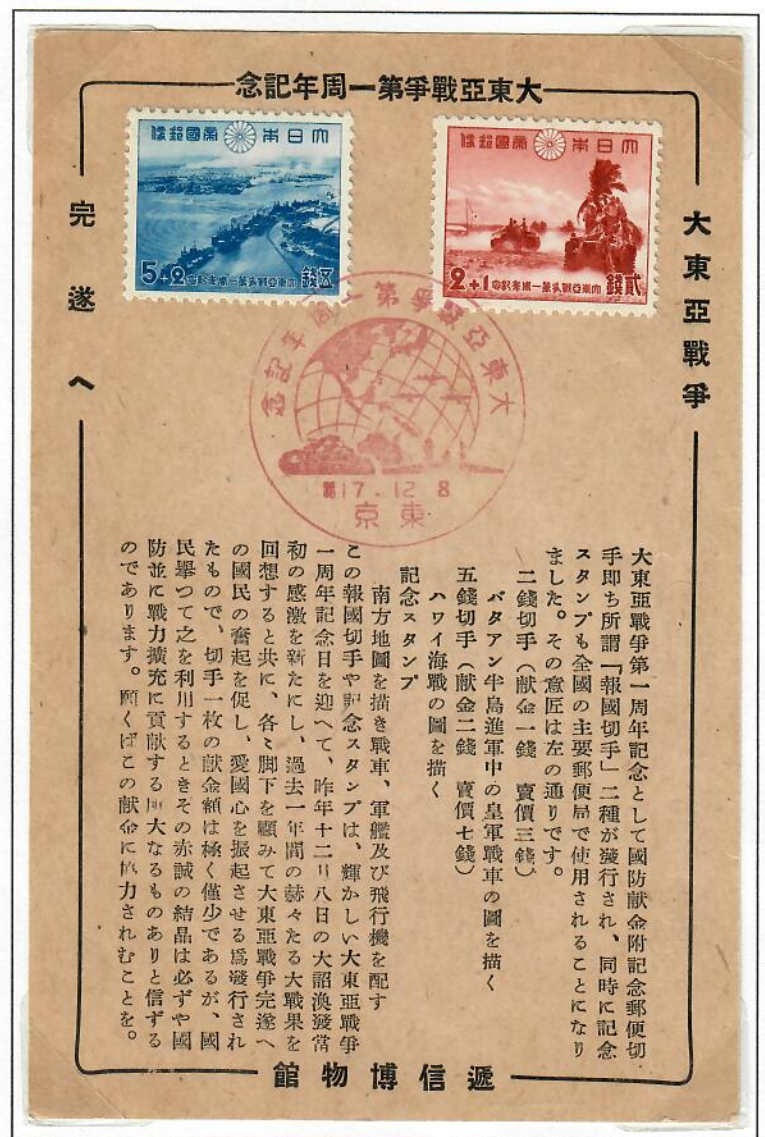 大東亞戰爭第一周年記念
大日本帝國郵便
貳錢 大東亞戰爭第一周年記念 2+1
大日本帝國郵便
五錢 大東亞戰爭第一周年記念 5+2
大東亞戰爭
完遂へ
大東亞戰爭第一周年記念
17.12.8
東京
大東亞戰爭第一周年記念として國防献金附記念郵便切
手卽ち所謂「報國切手」二種が發行され、同時に記念
スタンプも全國の主要郵便局で使用されることになり
ました。その意匠は左の通りです。
二錢切手（献金一錢　賣價三錢）
バタアン半島進軍中の皇軍戰車の圖を描く
五錢切手（献金二錢　賣價七錢）
ハワイ海戰の圖を描く
記念スタンプ
南方地圖を描き戰車、軍艦及び飛行機を配す
この報國切手や記念スタンプは、輝かしい大東亞戰爭
一周年記念日を迎へて、昨年十二月八日の大詔渙發當
初の感激を新たにし、過去一年間の赫々たる大戰果を
回想すると共に、各〻脚下を顧みて大東亞戰爭完遂へ
の國民の奮起を促し、愛國心を振起させる爲發行され
たもので、切手一枚の献金額は極く僅少であるが、國
民擧つて之を利用するときその赤誠の結晶は必ずや國
防並に戰力擴充に貢献する大なるものありと信ずる
のであります。願くばこの献金に協力されむことを。
遞信博物館